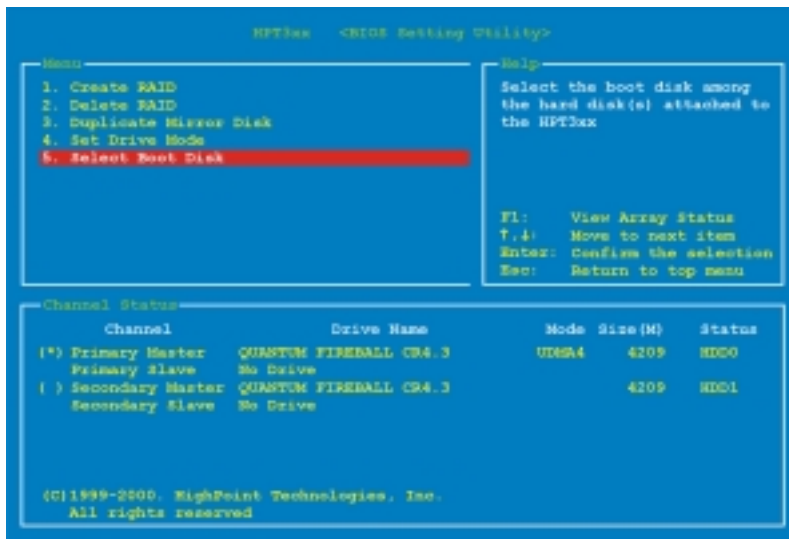 HPT3xx <BIOS Setting Utility>
Menu
1. Create RAID
2. Delete RAID
3. Duplicate Mirror Disk
4. Set Drive Mode
5. Select Boot Disk
Help
Select the boot disk among
the hard disk(s) attached to
the HPT3xx
F1: View Array Status
↑,↓: Move to next item
Enter: Confirm the selection
Esc: Return to top menu
Channel Status
Channel Drive Name Mode Size(M) Status
(*) Primary Master QUANTUM FIREBALL CR4.3 UDMA4 4209 HDD0
Primary Slave No Drive
( ) Secondary Master QUANTUM FIREBALL CR4.3 4209 HDD1
Secondary Slave No Drive
(C)1999-2000. HighPoint Technologies, Inc.
All rights reserved